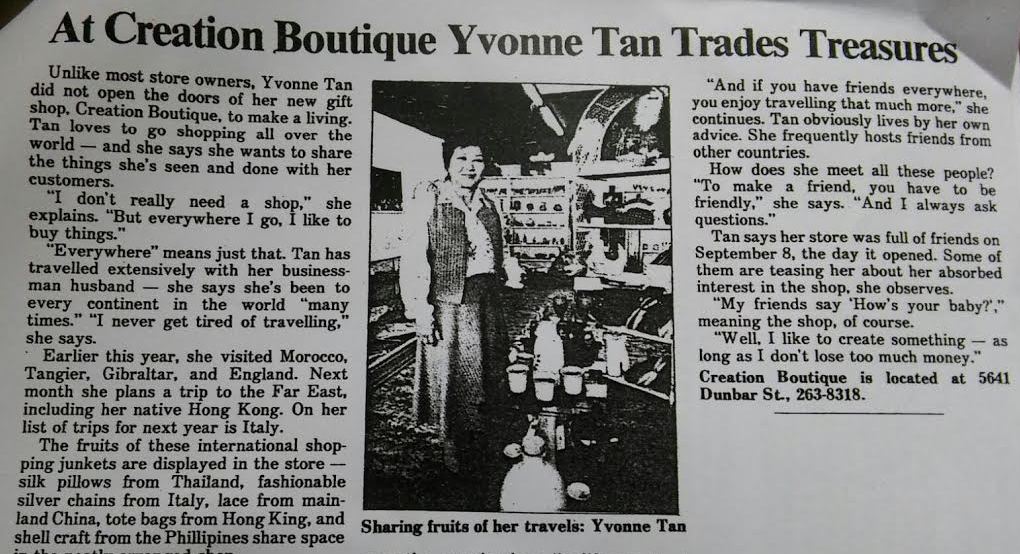 At Creation Boutique Yvonne Tan Trades Treasures
Unlike most store owners, Yvonne Tan
did not open the doors of her new gift
shop, Creation Boutique, to make a living.
Tan loves to go shopping all over the
world — and she says she wants to share
the things she's seen and done with her
customers.
"I don't really need a shop," she
explains. "But everywhere I go, I like to
buy things."
"Everywhere" means just that. Tan has
travelled extensively with her business-
man husband — she says she's been to
every continent in the world "many
times." "I never get tired of travelling,"
she says.
Earlier this year, she visited Morocco,
Tangier, Gibraltar, and England. Next
month she plans a trip to the Far East,
including her native Hong Kong. On her
list of trips for next year is Italy.
The fruits of these international shop-
ping junkets are displayed in the store —
silk pillows from Thailand, fashionable
silver chains from Italy, lace from main-
land China, tote bags from Hong King, and
shell craft from the Phillipines share space
Sharing fruits of her travels: Yvonne Tan
"And if you have friends everywhere,
you enjoy travelling that much more," she
continues. Tan obviously lives by her own
advice. She frequently hosts friends from
other countries.
How does she meet all these people?
"To make a friend, you have to be
friendly," she says. "And I always ask
questions."
Tan says her store was full of friends on
September 8, the day it opened. Some of
them are teasing her about her absorbed
interest in the shop, she observes.
"My friends say 'How's your baby?',"
meaning the shop, of course.
"Well, I like to create something — as
long as I don't lose too much money."
Creation Boutique is located at 5641
Dunbar St., 263-8318.